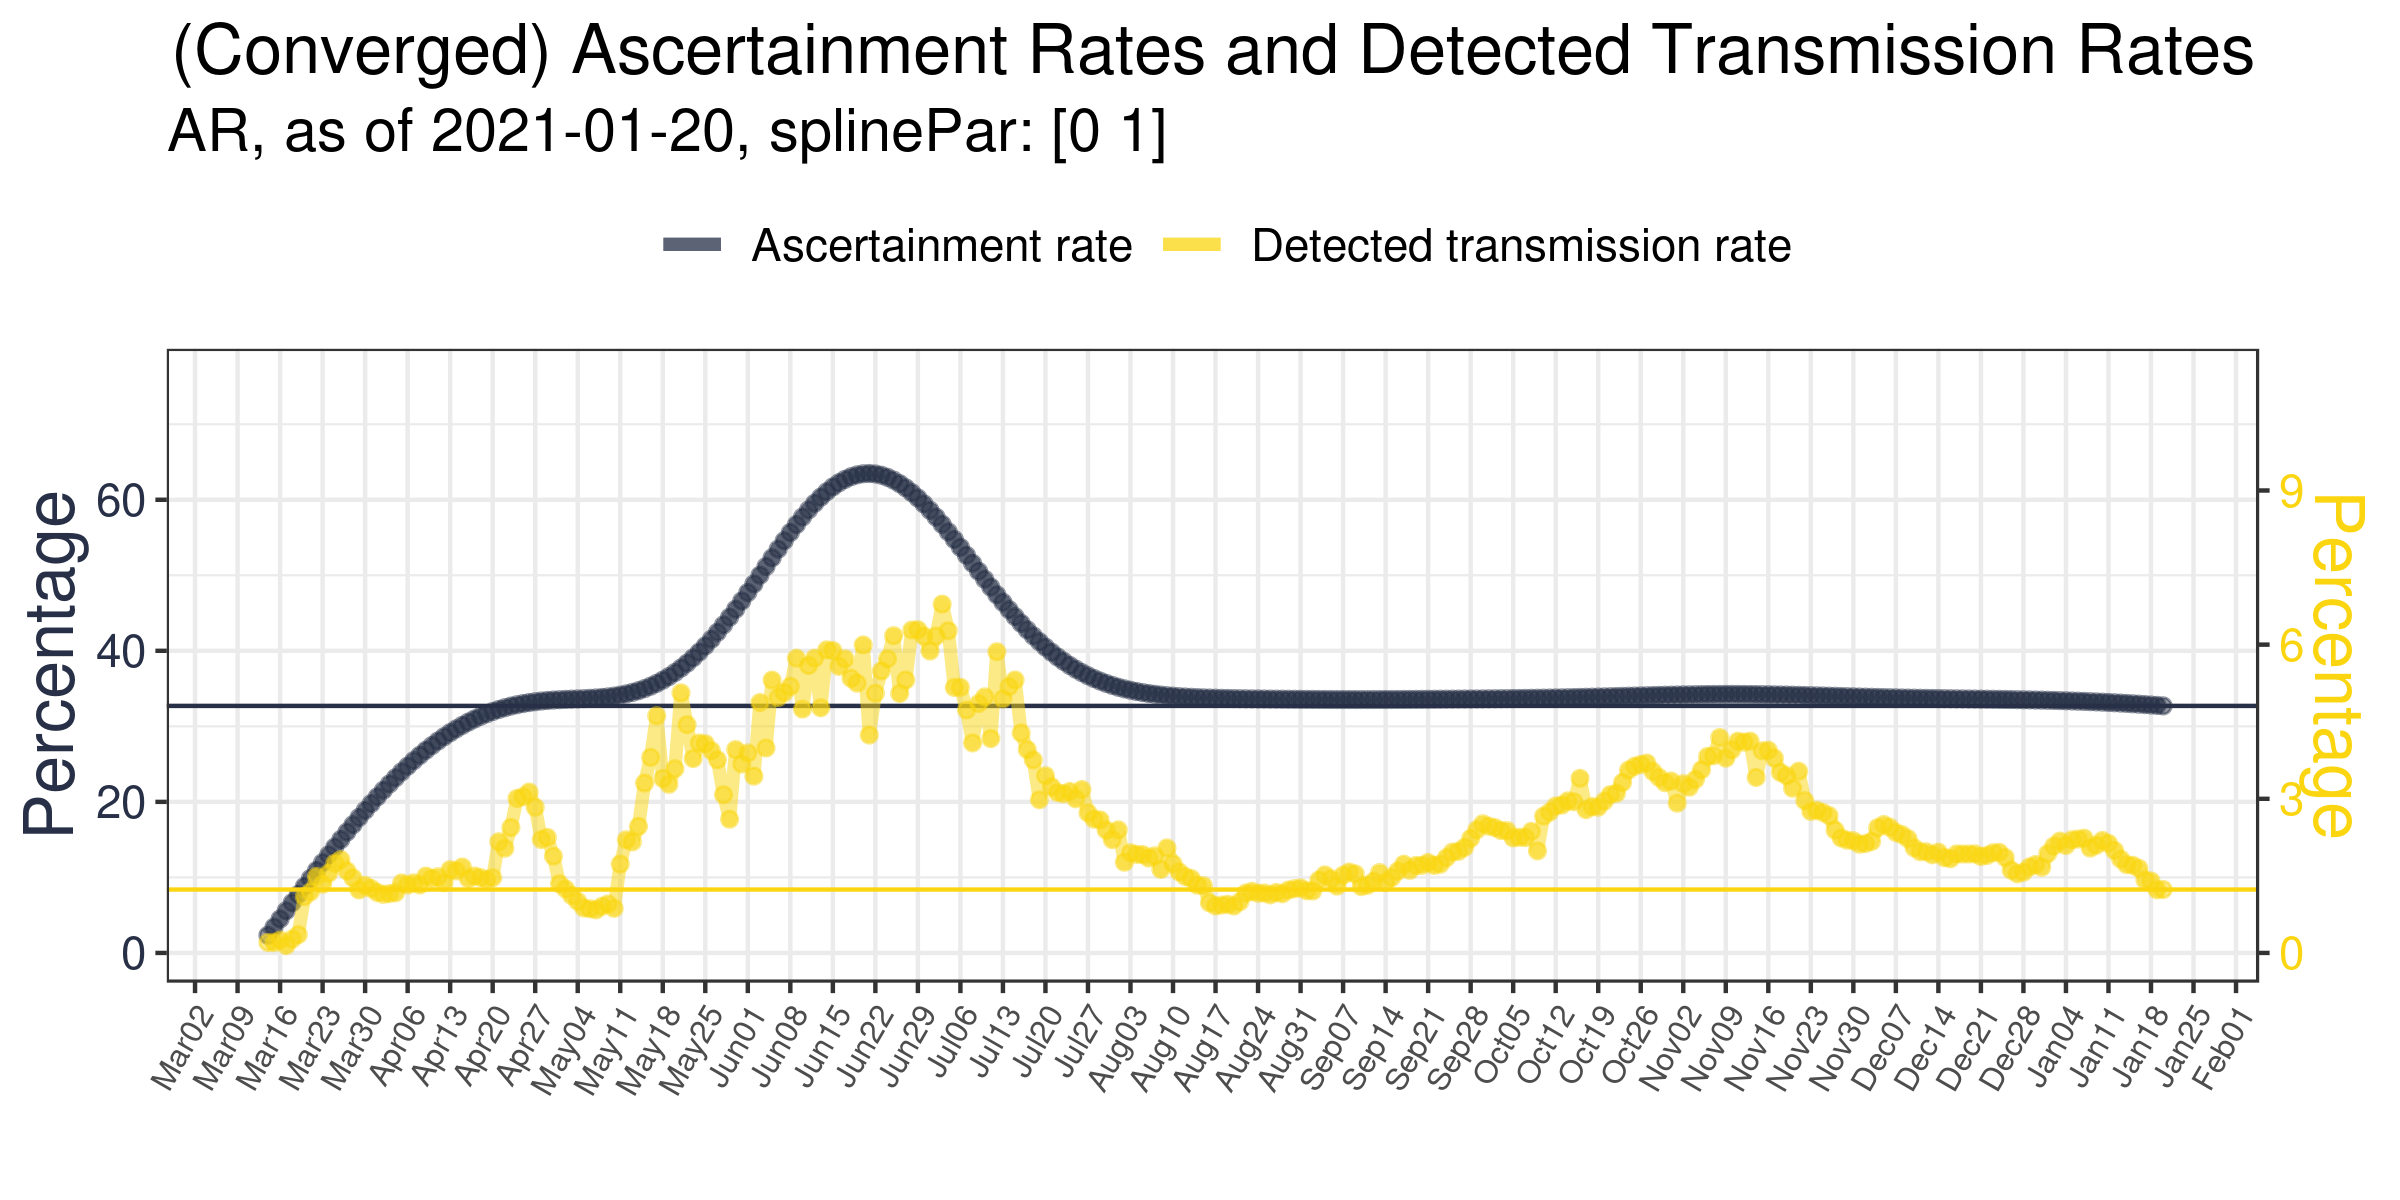 (Converged) Ascertainment Rates and Detected Transmission Rates
AR, as of 2021-01-20, splinePar: [0 1]
Ascertainment rate Detected transmission rate
Percentage
60
40
20
0
9
6
3
0
Percentage
Mar02 Mar09 Mar16 Mar23 Mar30 Apr06 Apr13 Apr20 Apr27 May04 May11 May18 May25 Jun01 Jun08 Jun15 Jun22 Jun29 Jul06 Jul13 Jul20 Jul27 Aug03 Aug10 Aug17 Aug24 Aug31 Sep07 Sep14 Sep21 Sep28 Oct05 Oct12 Oct19 Oct26 Nov02 Nov09 Nov16 Nov23 Nov30 Dec07 Dec14 Dec21 Dec28 Jan04 Jan11 Jan18 Jan25 Feb01